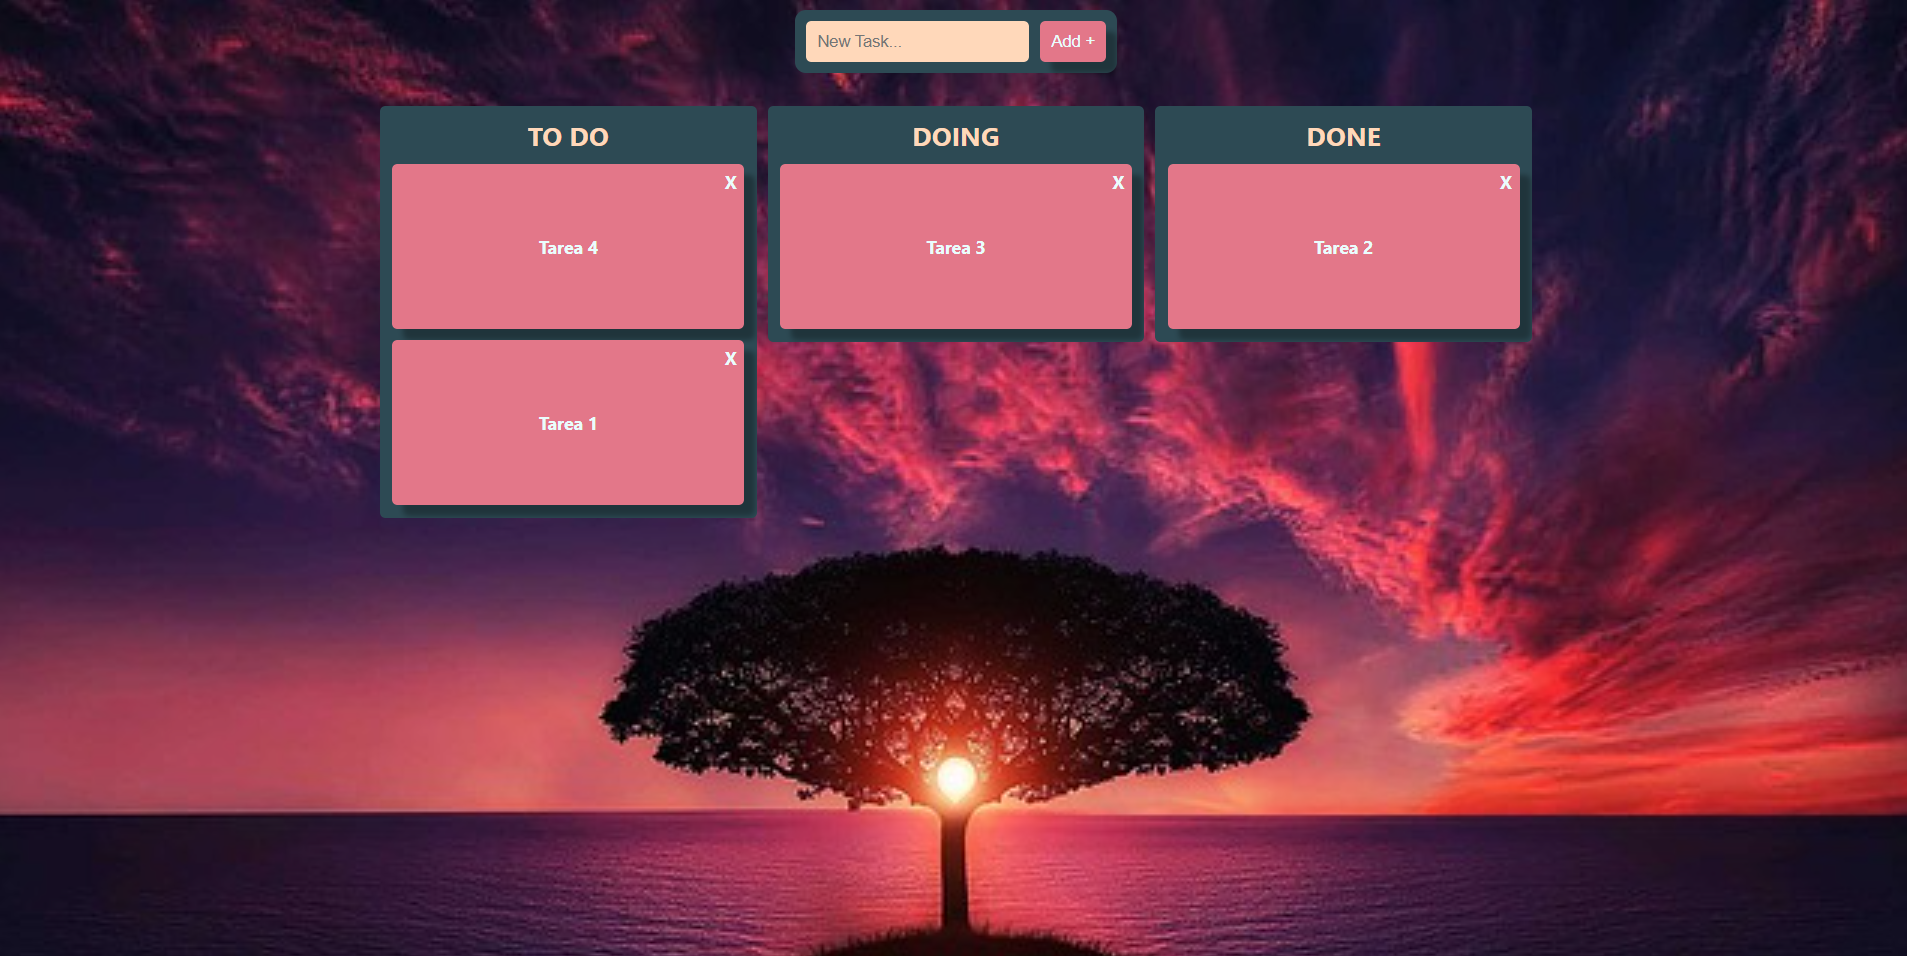 New Task...
Add +
TO DO
X
Tarea 4
X
Tarea 1
DOING
X
Tarea 3
DONE
X
Tarea 2